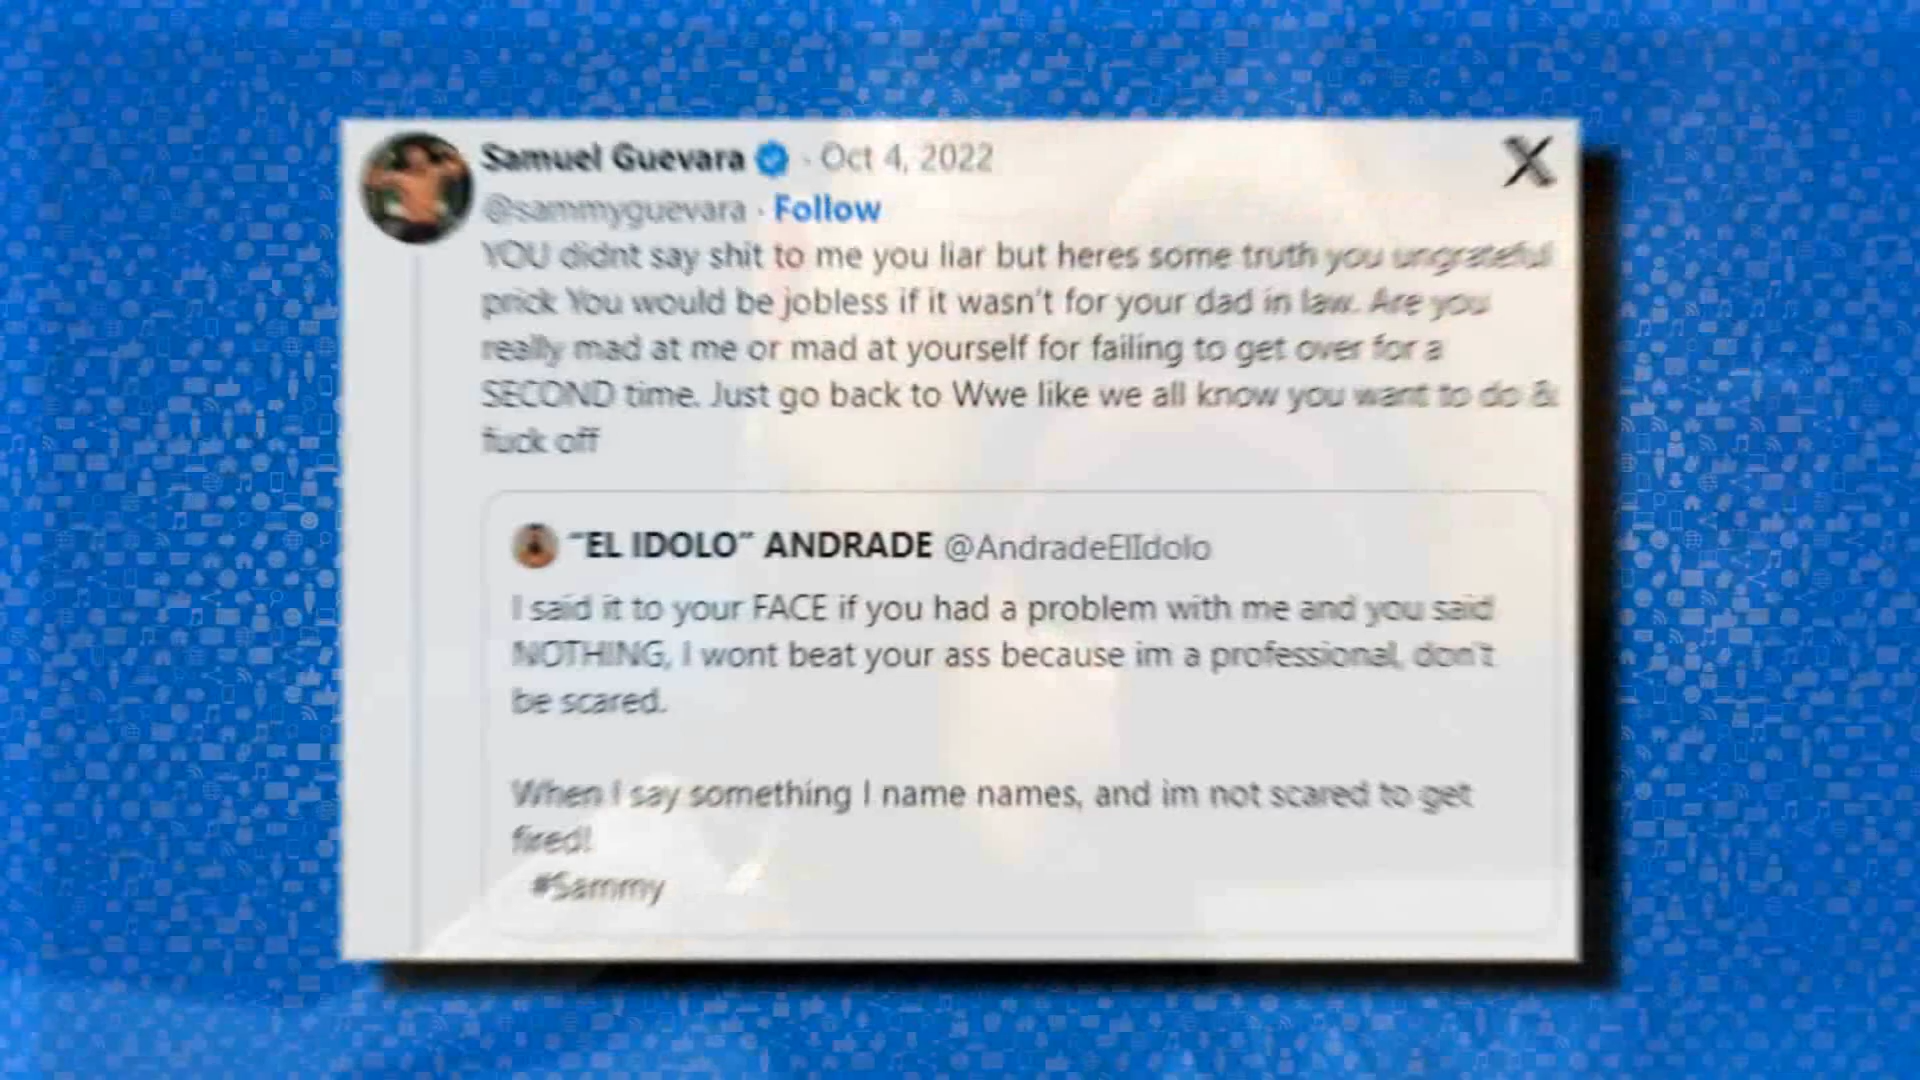 Samuel Guevara · Oct 4, 2022
@sammyguevara · Follow
YOU didnt say shit to me you liar but heres some truth you ungrateful
prick You would be jobless if it wasn't for your dad in law. Are you
really mad at me or mad at yourself for failing to get over for a
SECOND time. Just go back to Wwe like we all know you want to do &
fuck off
"EL IDOLO" ANDRADE @AndradeElIdolo
I said it to your FACE if you had a problem with me and you said
NOTHING, I wont beat your ass because im a professional, don't
be scared.
When I say something I name names, and im not scared to get
fired!
#Sammy